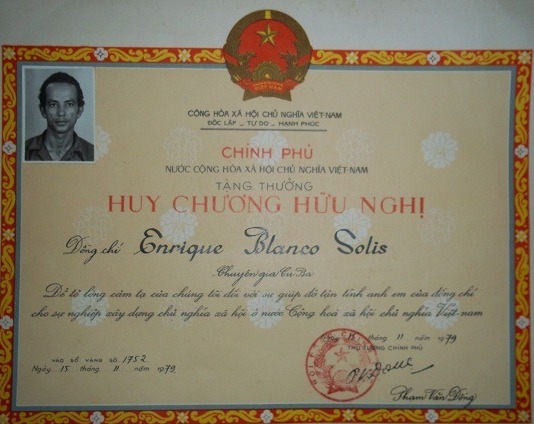 VIỆT NAM
CỘNG HÒA XÃ HỘI CHỦ NGHĨA VIỆT-NAM
ĐỘC LẬP _ TỰ DO _ HẠNH PHÚC
CHÍNH PHỦ
NƯỚC CỘNG HÒA XÃ HỘI CHỦ NGHĨA VIỆT-NAM
TẶNG THƯỞNG
HUY CHƯƠNG HỮU NGHỊ
Đồng chí Enrique Blanco Solis
Chuyên gia Cu Ba
Để tỏ lòng cảm tạ của chúng tôi đối với sự giúp đỡ tận tình anh em của đồng chí
cho sự nghiệp xây dựng chủ nghĩa xã hội ở nước Cộng hoà xã hội chủ nghĩa Việt-nam
tháng 11 năm 1979
THỦ TƯỚNG CHÍNH PHỦ
VÀO SỔ VÀNG SỐ 1752
Ngày 15 tháng 11 năm 1979
Phạm Văn Đồng